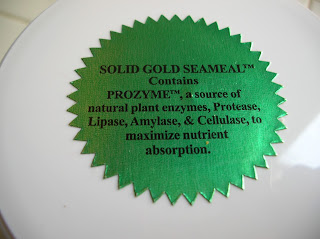 SOLID GOLD SEAMEAL™
Contains
PROZYME™, a source of
natural plant enzymes, Protease,
Lipase, Amylase, & Cellulase, to
maximize nutrient
absorption.